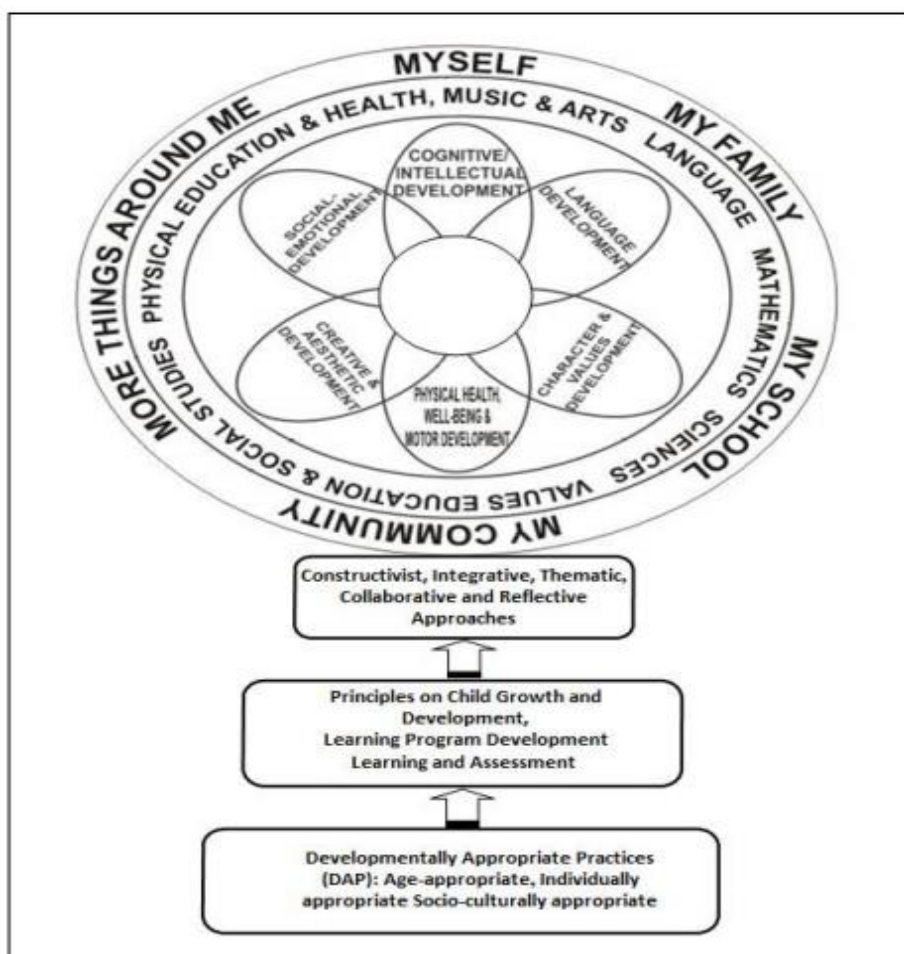 MYSELF
MY FAMILY
MY SCHOOL
MY COMMUNITY
MORE THINGS AROUND ME
PHYSICAL EDUCATION & HEALTH, MUSIC & ARTS
LANGUAGE
MATHEMATICS
SCIENCES
VALUES EDUCATION & SOCIAL STUDIES
COGNITIVE/
INTELLECTUAL
DEVELOPMENT
LANGUAGE
DEVELOPMENT
CHARACTER &
VALUES
DEVELOPMENT
PHYSICAL HEALTH,
WELL-BEING &
MOTOR DEVELOPMENT
CREATIVE &
AESTHETIC
DEVELOPMENT
SOCIAL-
EMOTIONAL
DEVELOPMENT
Constructivist, Integrative, Thematic,
Collaborative and Reflective
Approaches
Principles on Child Growth and
Development,
Learning Program Development
Learning and Assessment
Developmentally Appropriate Practices
(DAP): Age-appropriate, Individually
appropriate Socio-culturally appropriate